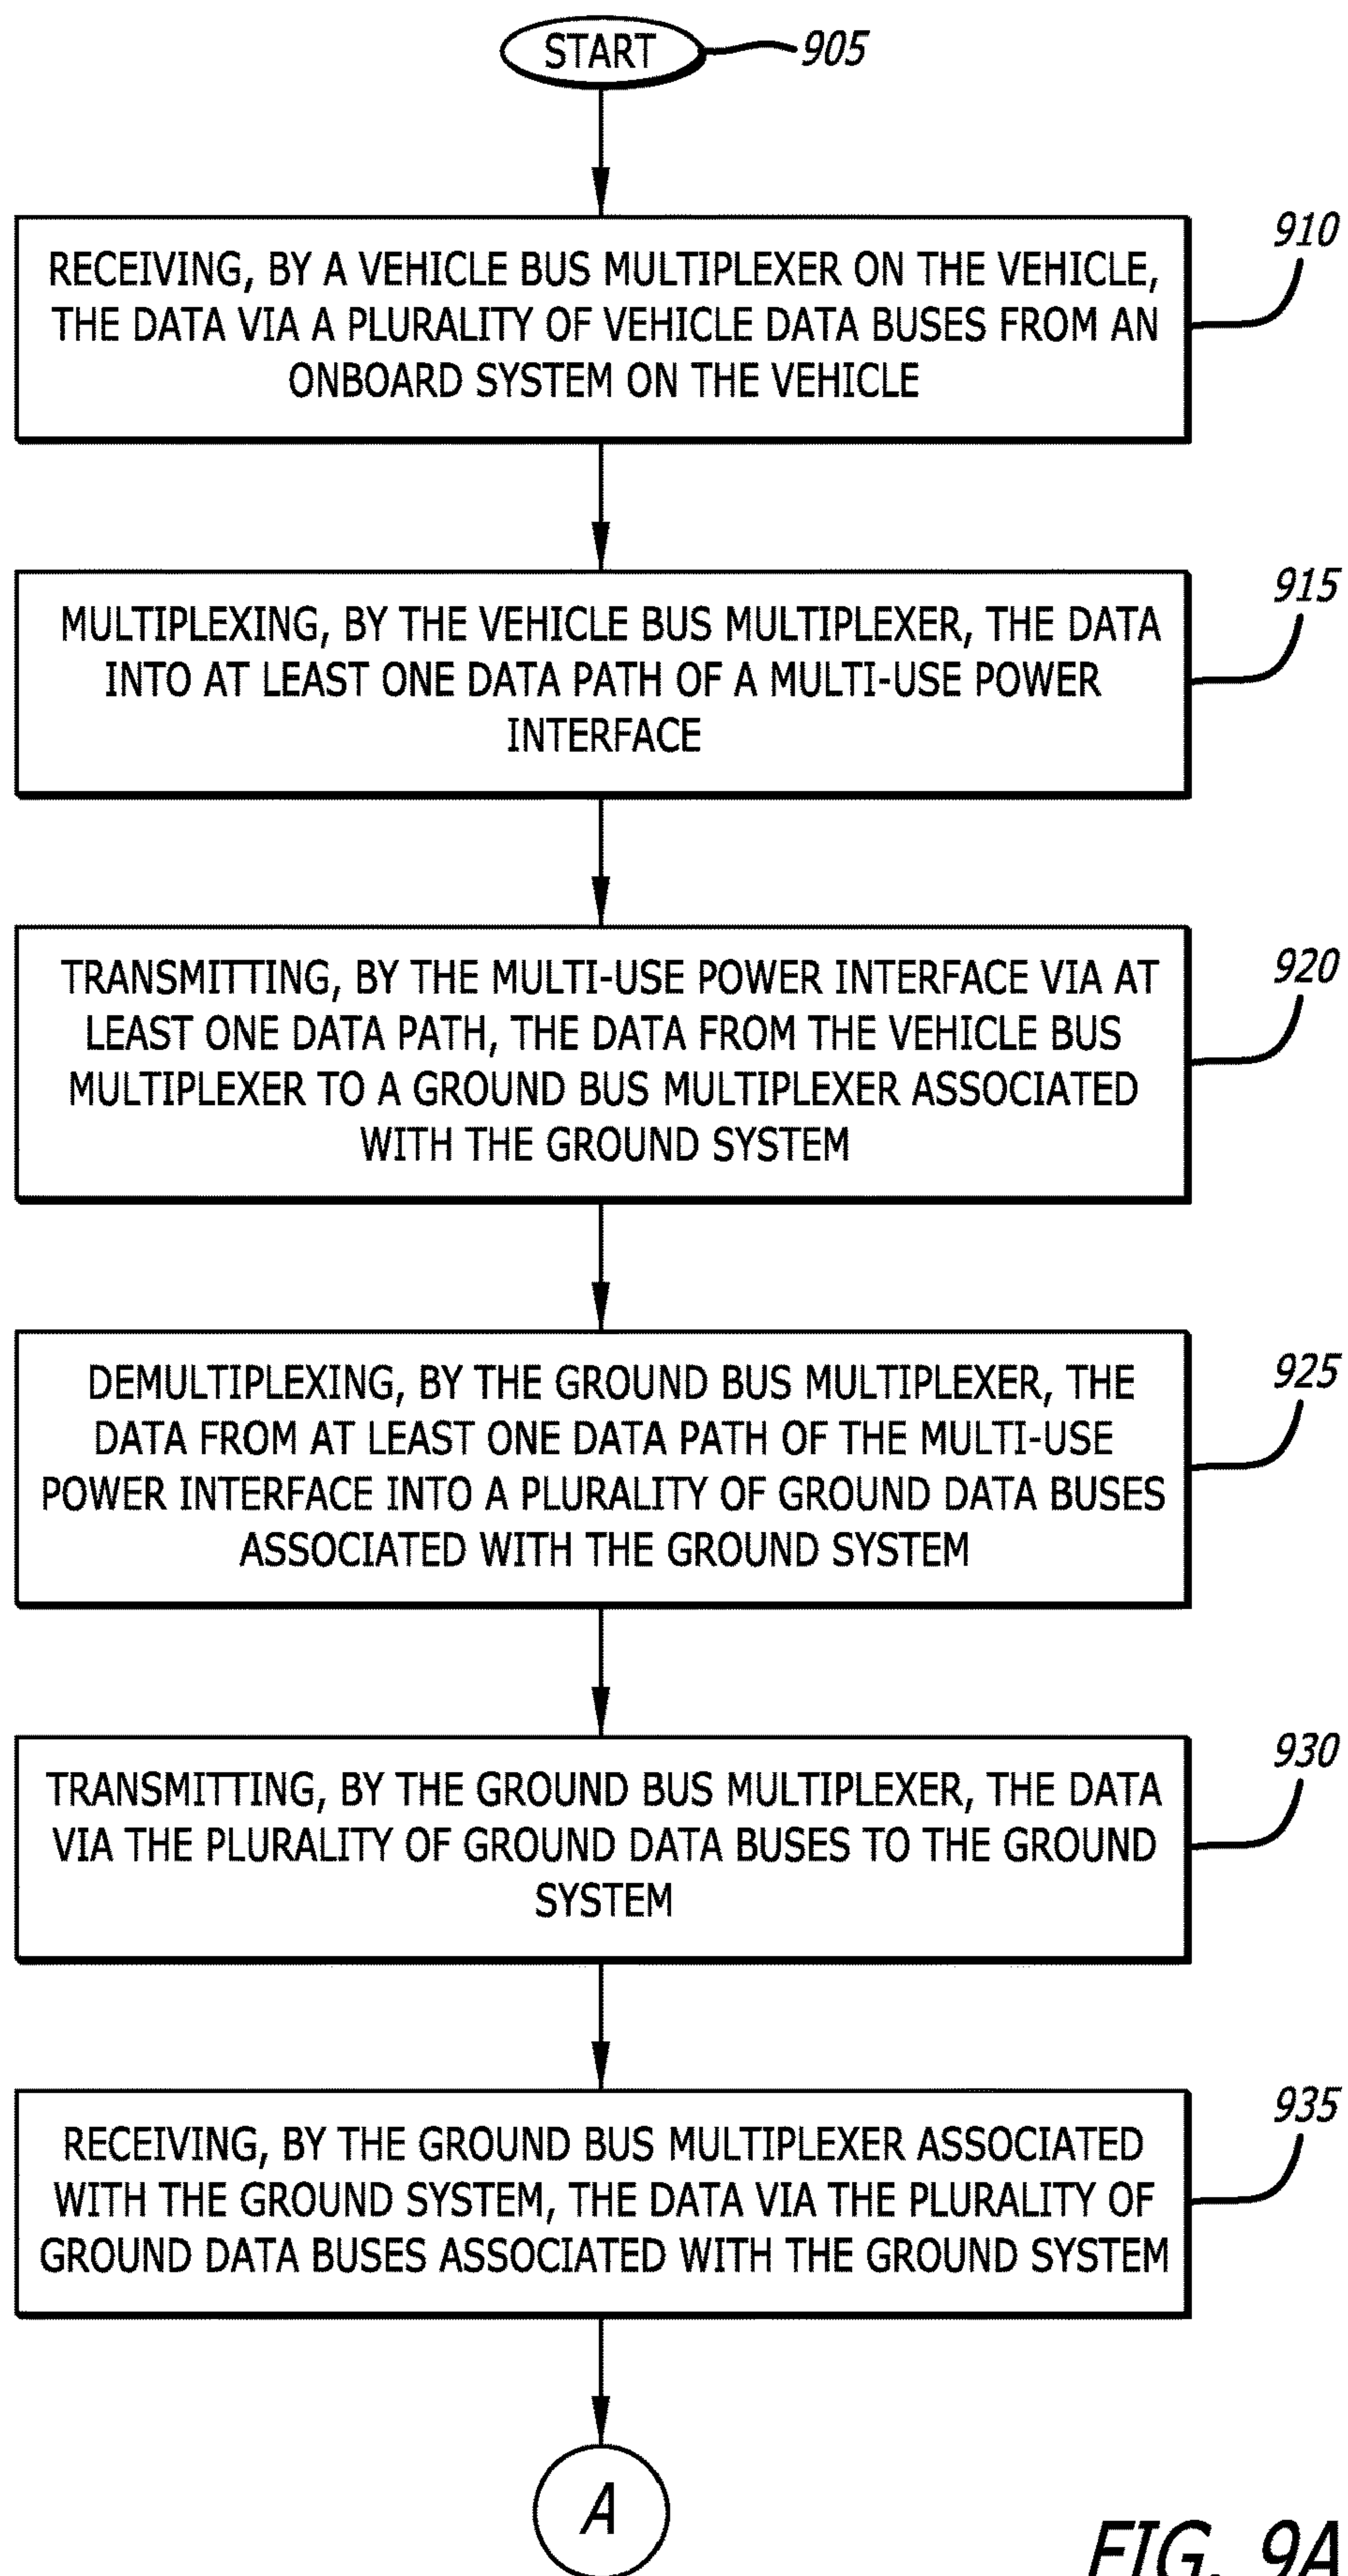 START
905
910
RECEIVING, BY A VEHICLE BUS MULTIPLEXER ON THE VEHICLE,
THE DATA VIA A PLURALITY OF VEHICLE DATA BUSES FROM AN
ONBOARD SYSTEM ON THE VEHICLE
915
MULTIPLEXING, BY THE VEHICLE BUS MULTIPLEXER, THE DATA
INTO AT LEAST ONE DATA PATH OF A MULTI-USE POWER
INTERFACE
920
TRANSMITTING, BY THE MULTI-USE POWER INTERFACE VIA AT
LEAST ONE DATA PATH, THE DATA FROM THE VEHICLE BUS
MULTIPLEXER TO A GROUND BUS MULTIPLEXER ASSOCIATED
WITH THE GROUND SYSTEM
925
DEMULTIPLEXING, BY THE GROUND BUS MULTIPLEXER, THE
DATA FROM AT LEAST ONE DATA PATH OF THE MULTI-USE
POWER INTERFACE INTO A PLURALITY OF GROUND DATA BUSES
ASSOCIATED WITH THE GROUND SYSTEM
930
TRANSMITTING, BY THE GROUND BUS MULTIPLEXER, THE DATA
VIA THE PLURALITY OF GROUND DATA BUSES TO THE GROUND
SYSTEM
935
RECEIVING, BY THE GROUND BUS MULTIPLEXER ASSOCIATED
WITH THE GROUND SYSTEM, THE DATA VIA THE PLURALITY OF
GROUND DATA BUSES ASSOCIATED WITH THE GROUND SYSTEM
A
FIG. 9A